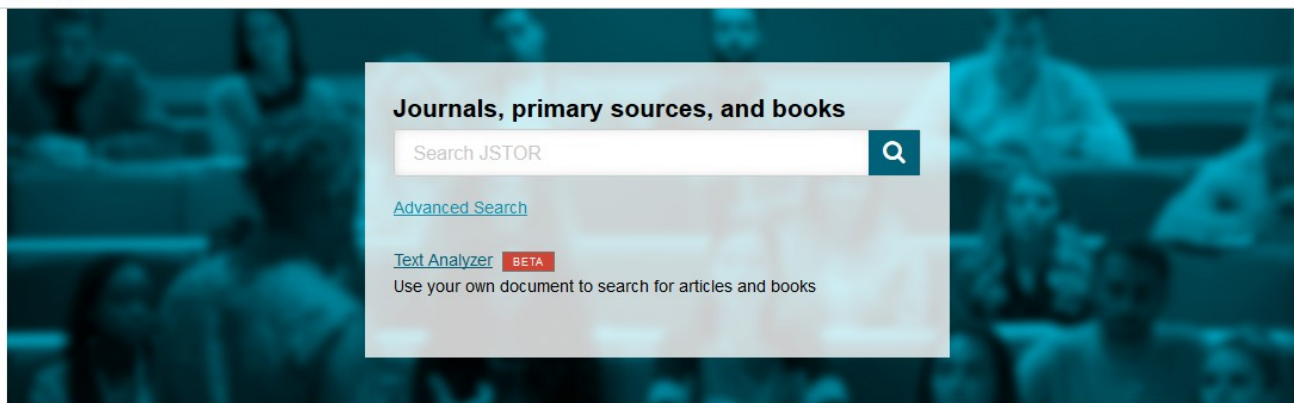 Journals, primary sources, and books
Search JSTOR
Advanced Search
Text Analyzer BETA
Use your own document to search for articles and books